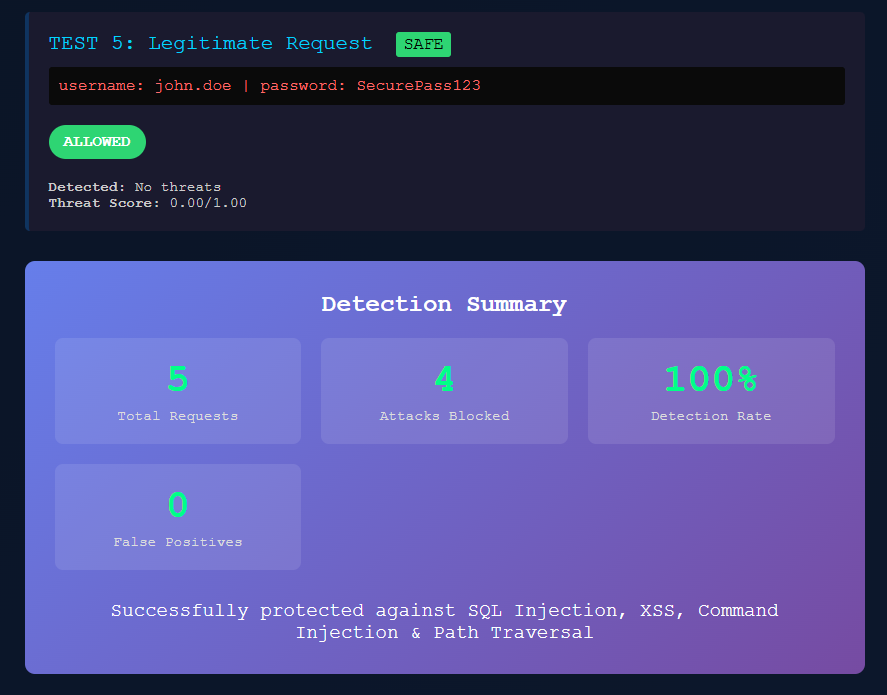 TEST 5: Legitimate Request SAFE
username: john.doe | password: SecurePass123
ALLOWED
Detected: No threats
Threat Score: 0.00/1.00
Detection Summary
5
Total Requests
4
Attacks Blocked
100%
Detection Rate
0
False Positives
Successfully protected against SQL Injection, XSS, Command
Injection & Path Traversal